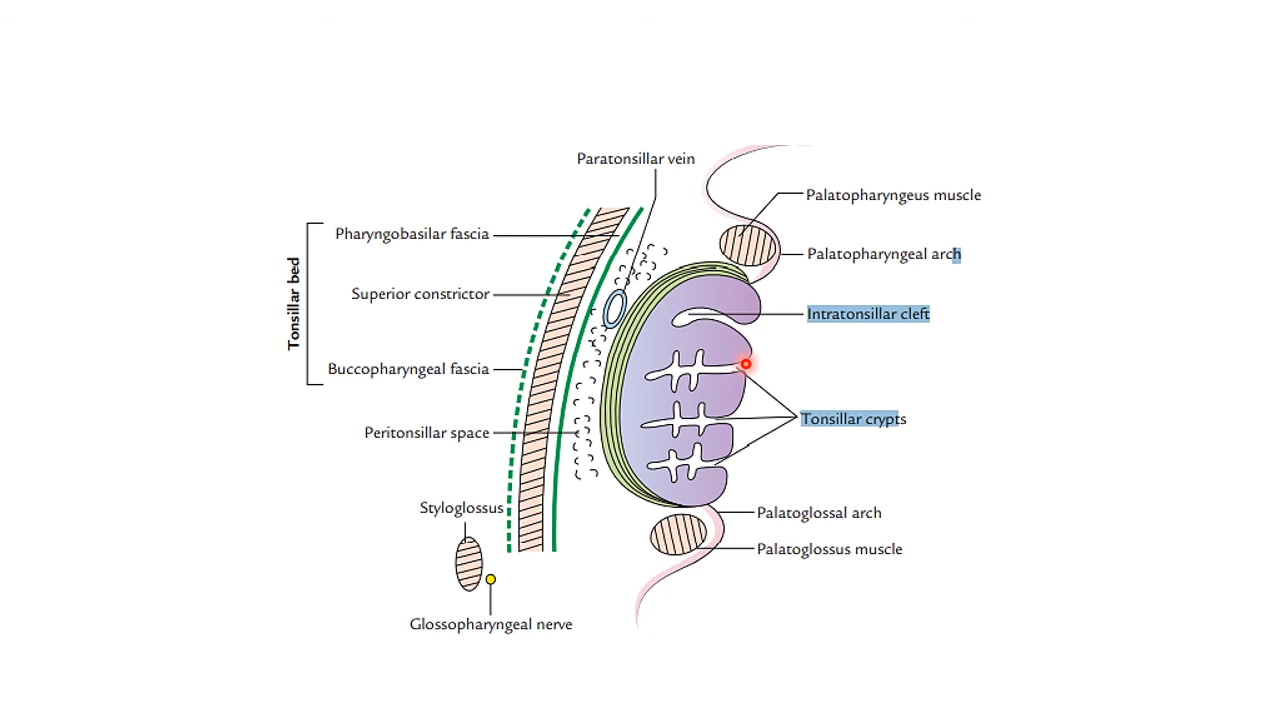 Paratonsillar vein
Palatopharyngeus muscle
Pharyngobasilar fascia
Palatopharyngeal arch
Tonsillar bed
Superior constrictor
Intratonsillar cleft
Buccopharyngeal fascia
Tonsillar crypts
Peritonsillar space
Styloglossus
Palatoglossal arch
Palatoglossus muscle
Glossopharyngeal nerve